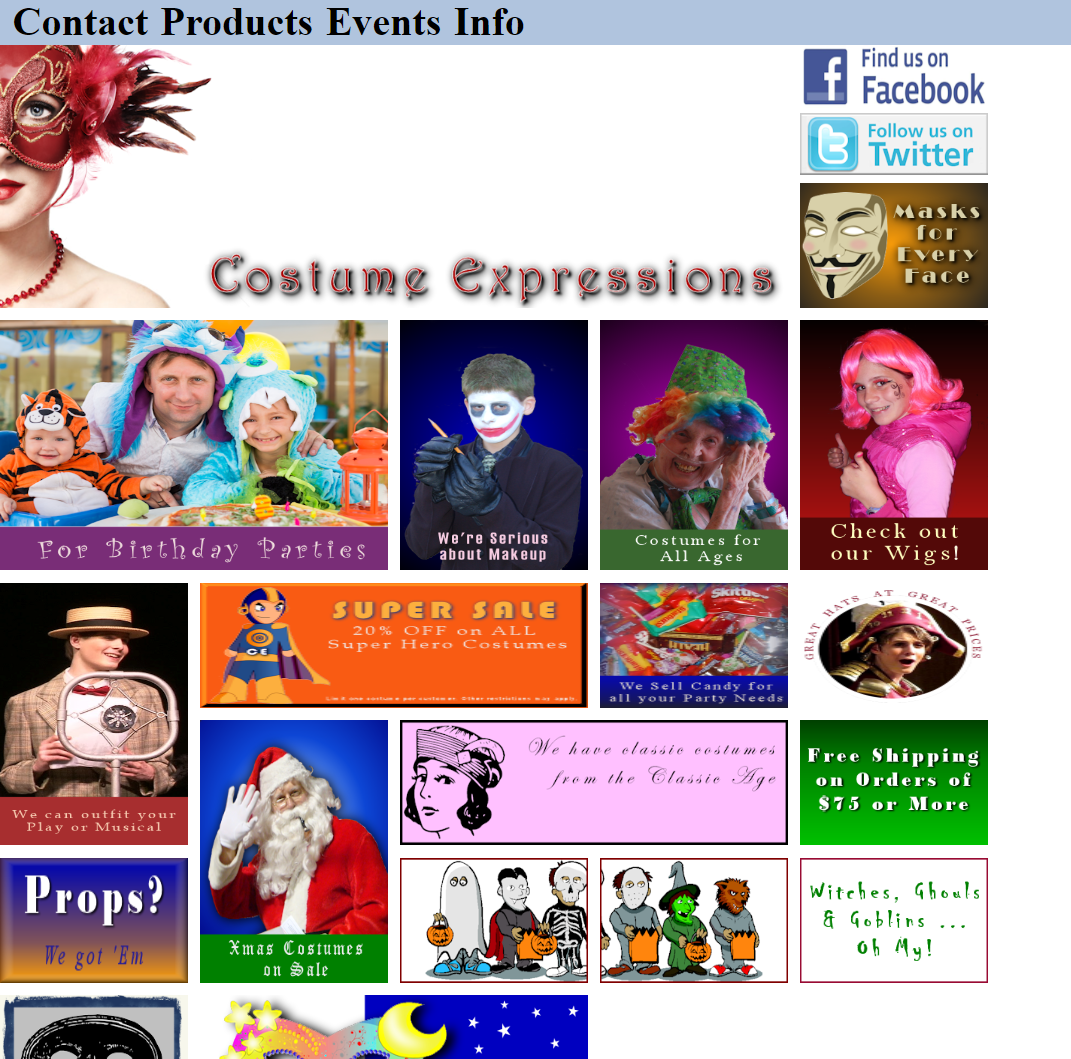 Contact Products Events Info
Find us on
Facebook
Follow us on
Twitter
Masks
for
Every
Face
Costume Expressions
For Birthday Parties
We're Serious
about Makeup
Costumes for
All Ages
Check out
our Wigs!
We can outfit your
Play or Musical
SUPER SALE
20% OFF on ALL
Super Hero Costumes
CE
Limit one costume per customer. Other restrictions may apply.
Skittles
We Sell Candy for
all your Party Needs
GREAT HATS AT GREAT PRICES
We have classic costumes
from the Classic Age
Free Shipping
on Orders of
$75 or More
Props?
We got 'Em
Xmas Costumes
on Sale
Witches, Ghouls
& Goblins ...
Oh My!